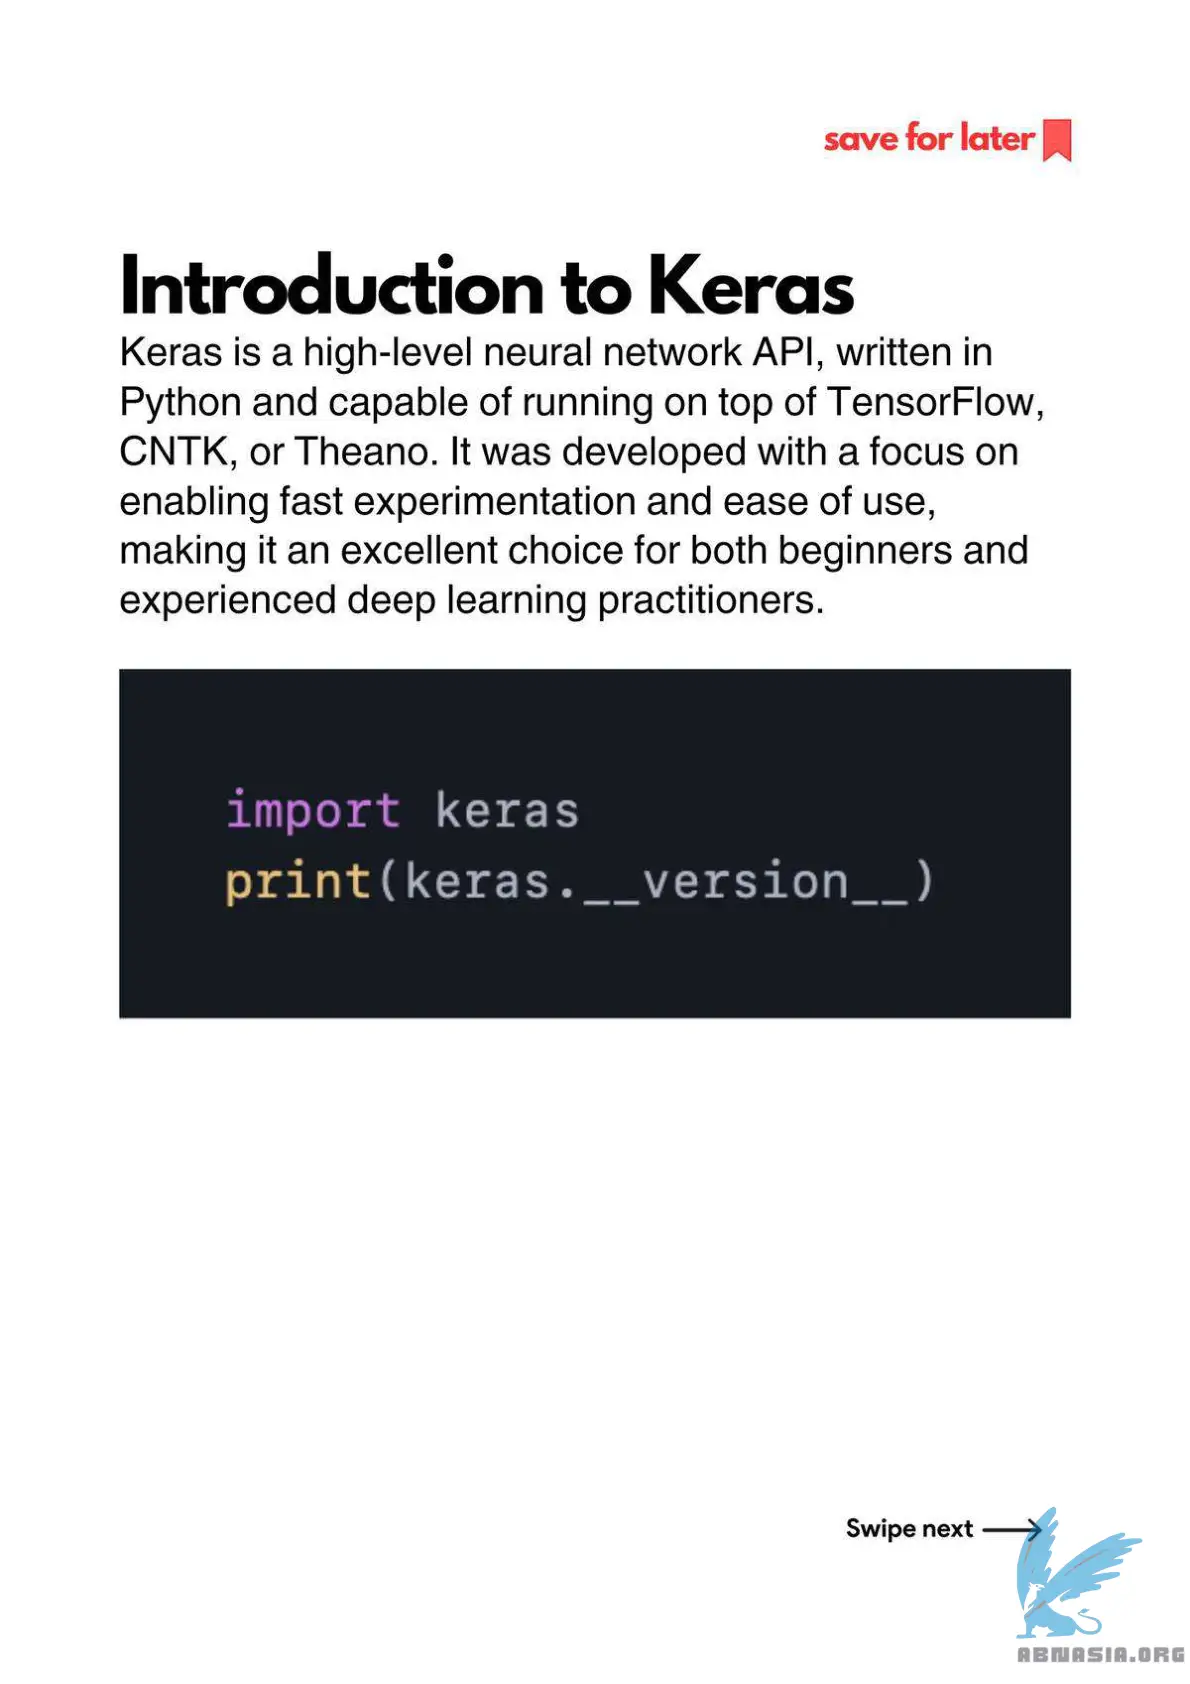 save for later
Introduction to Keras
Keras is a high-level neural network API, written in
Python and capable of running on top of TensorFlow,
CNTK, or Theano. It was developed with a focus on
enabling fast experimentation and ease of use,
making it an excellent choice for both beginners and
experienced deep learning practitioners.
import keras
print(keras.__version__)
Swipe next
ABNASIA.ORG